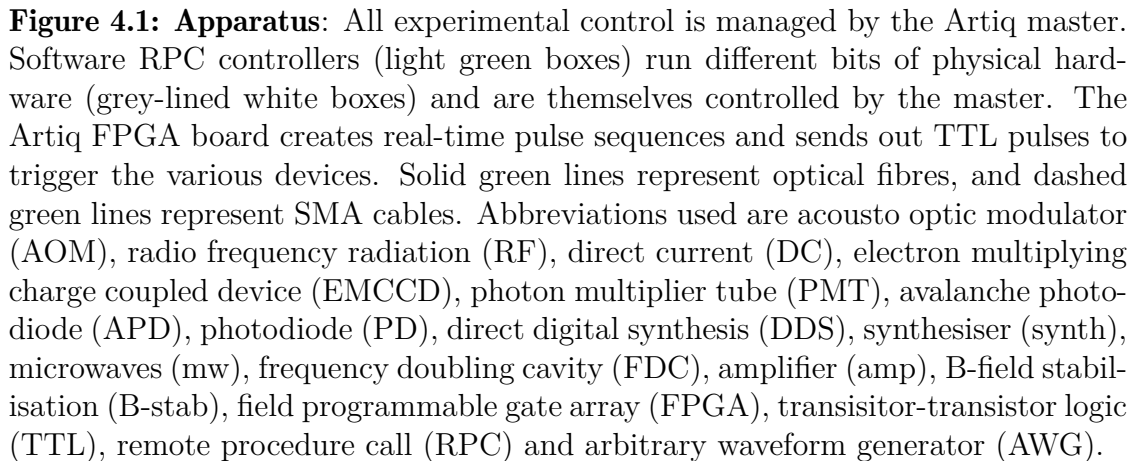 Figure 4.1: Apparatus: All experimental control is managed by the Artiq master.
Software RPC controllers (light green boxes) run different bits of physical hard-
ware (grey-lined white boxes) and are themselves controlled by the master. The
Artiq FPGA board creates real-time pulse sequences and sends out TTL pulses to
trigger the various devices. Solid green lines represent optical fibres, and dashed
green lines represent SMA cables. Abbreviations used are acousto optic modulator
(AOM), radio frequency radiation (RF), direct current (DC), electron multiplying
charge coupled device (EMCCD), photon multiplier tube (PMT), avalanche photo-
diode (APD), photodiode (PD), direct digital synthesis (DDS), synthesiser (synth),
microwaves (mw), frequency doubling cavity (FDC), amplifier (amp), B-field stabil-
isation (B-stab), field programmable gate array (FPGA), transisitor-transistor logic
(TTL), remote procedure call (RPC) and arbitrary waveform generator (AWG).